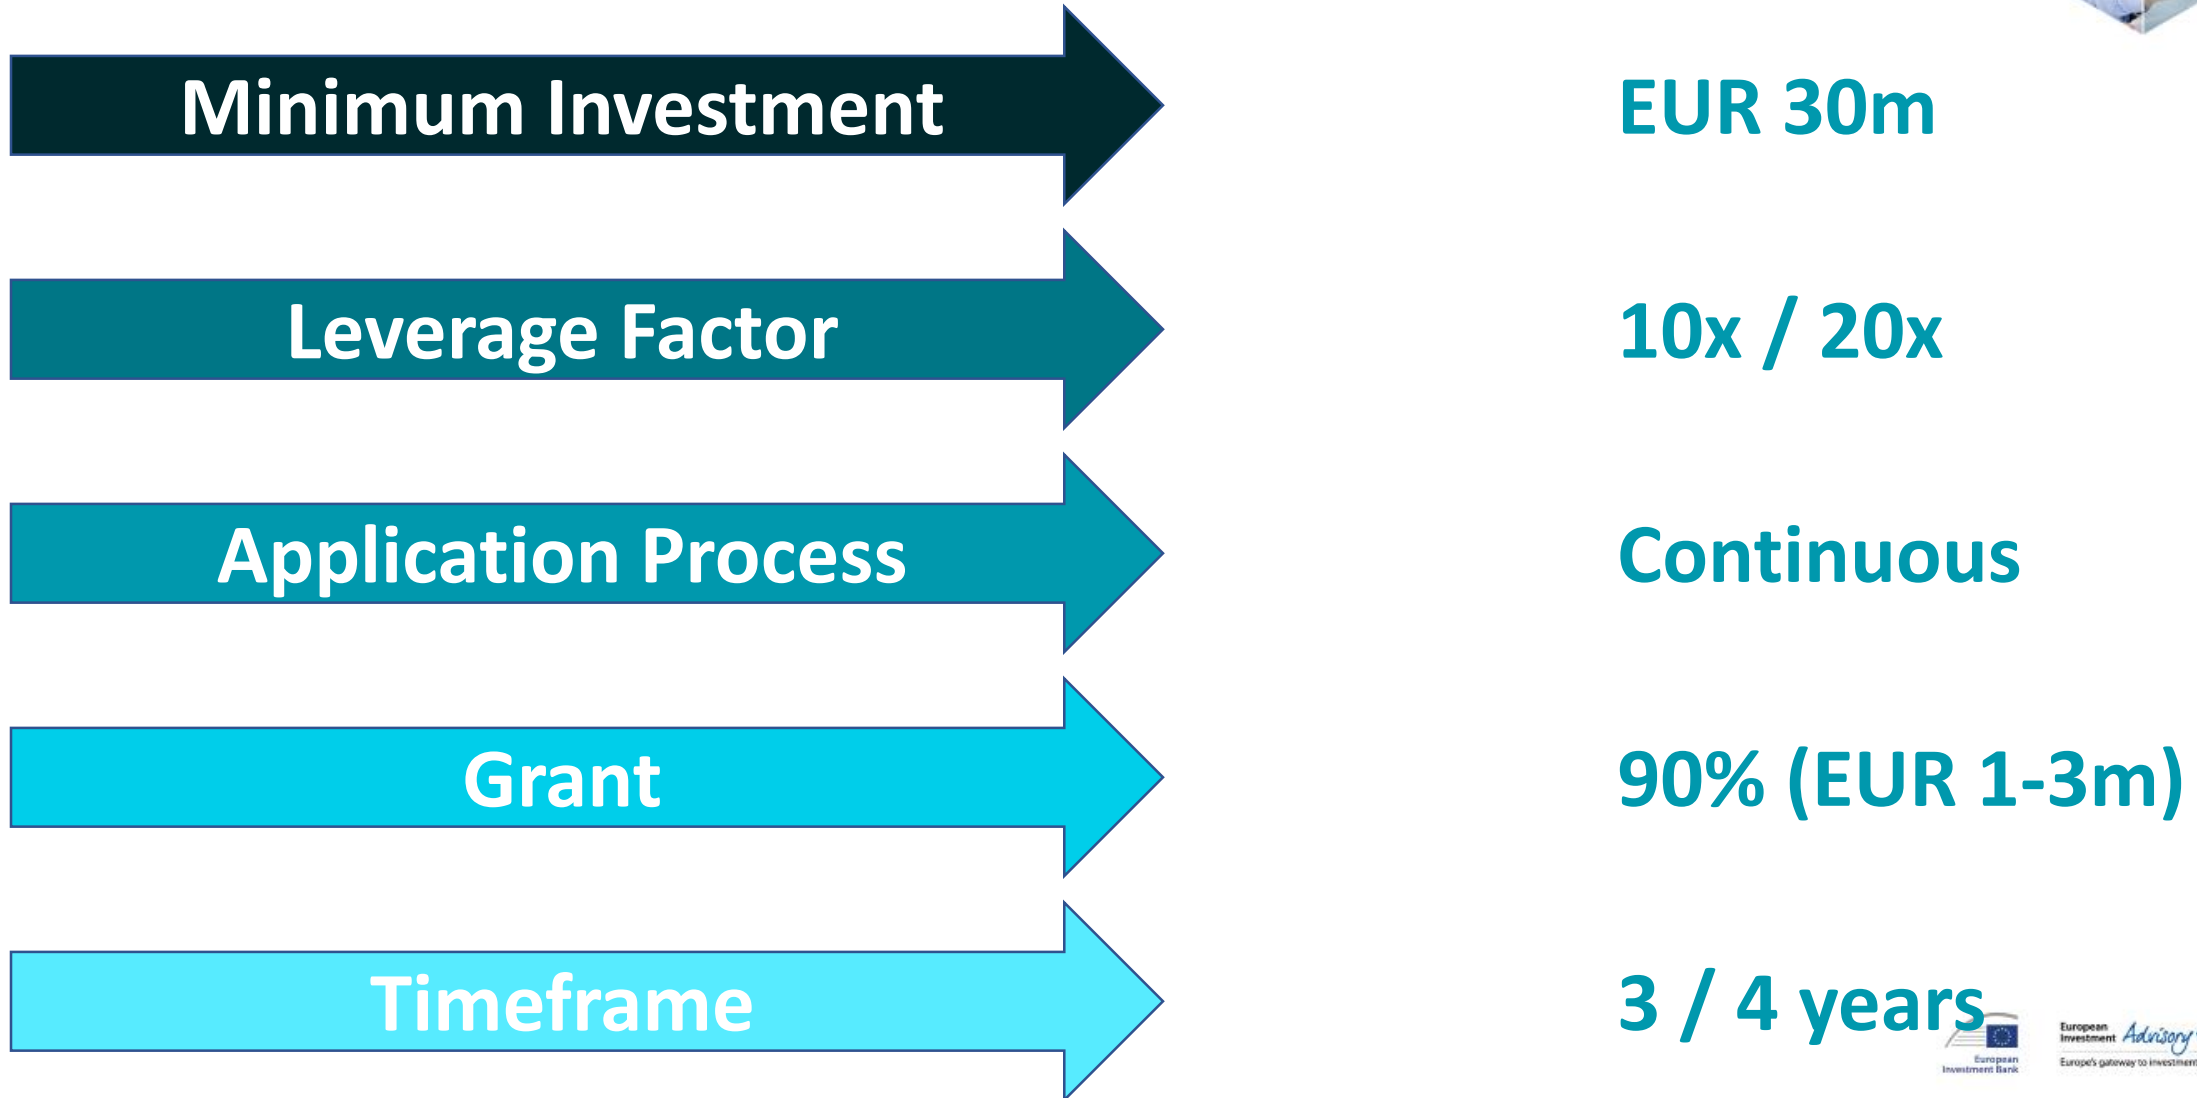 Minimum Investment
EUR 30m
Leverage Factor
10x / 20x
Application Process
Continuous
Grant
90% (EUR 1-3m)
Timeframe
3 / 4 years
European
Investment Bank
European
Investment Advisory
Europe's gateway to investment